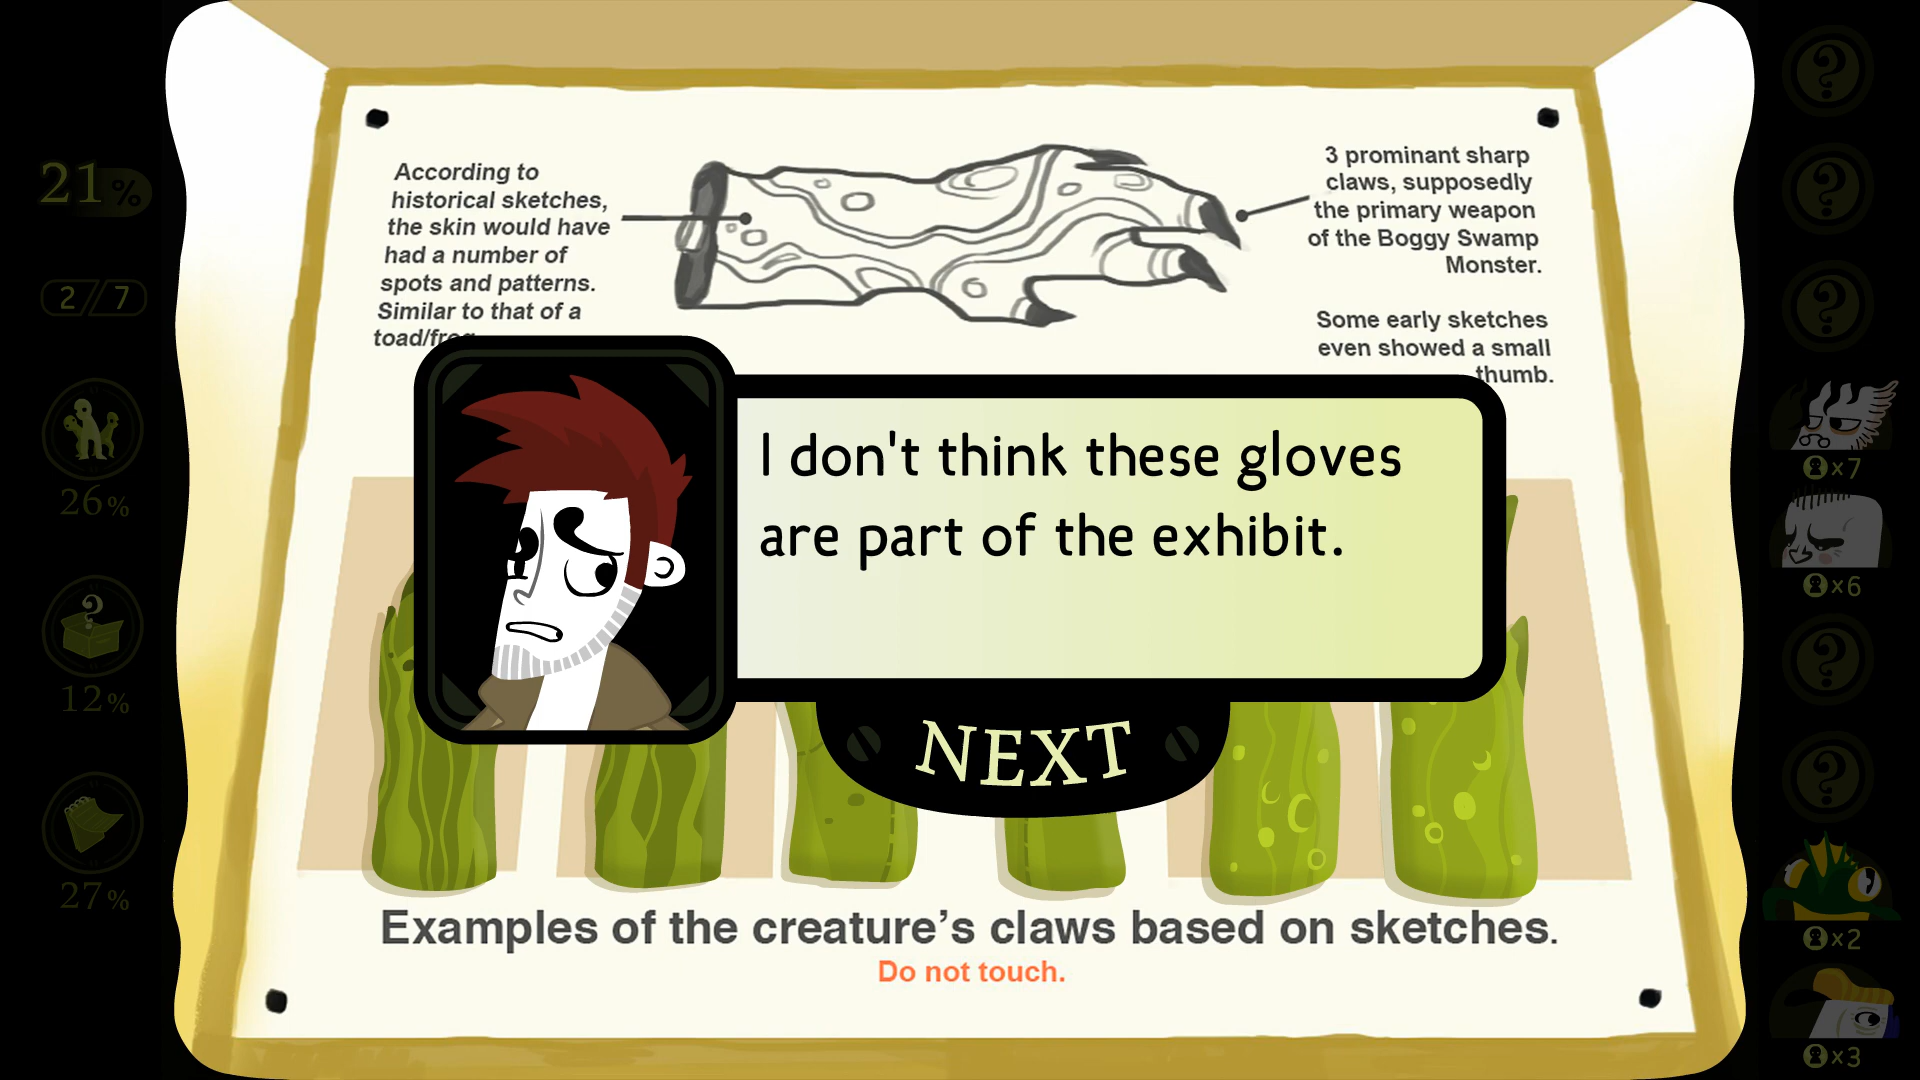 21%
2/7
26%
12%
27%
According to
historical sketches,
the skin would have
had a number of
spots and patterns.
Similar to that of a
3 prominant sharp
claws, supposedly
the primary weapon
of the Boggy Swamp
Monster.
Some early sketches
even showed a small
thumb.
I don't think these gloves
are part of the exhibit.
NEXT
Examples of the creature's claws based on sketches.
Do not touch.
?
?
?
x7
x6
?
?
x2
x3